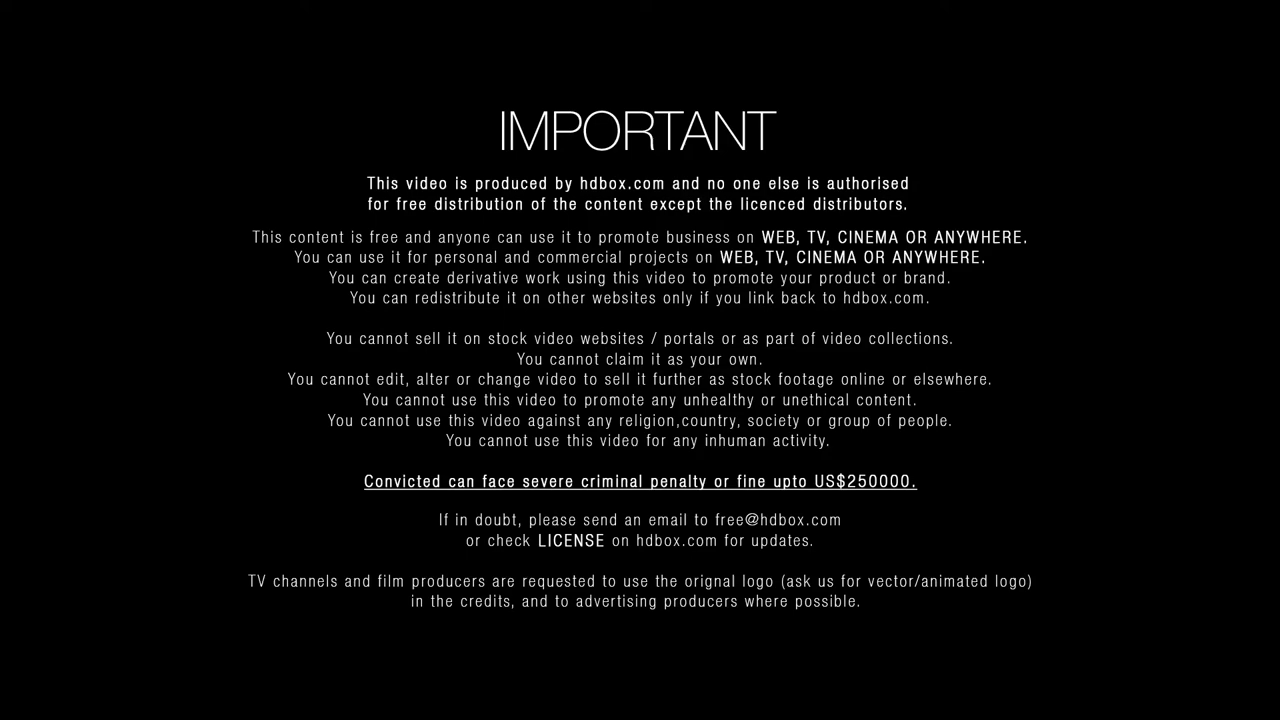 IMPORTANT
This video is produced by hdbox.com and no one else is authorised
for free distribution of the content except the licenced distributors.
This content is free and anyone can use it to promote business on WEB, TV, CINEMA OR ANYWHERE.
You can use it for personal and commercial projects on WEB, TV, CINEMA OR ANYWHERE.
You can create derivative work using this video to promote your product or brand.
You can redistribute it on other websites only if you link back to hdbox.com.
You cannot sell it on stock video websites / portals or as part of video collections.
You cannot claim it as your own.
You cannot edit, alter or change video to sell it further as stock footage online or elsewhere.
You cannot use this video to promote any unhealthy or unethical content.
You cannot use this video against any religion,country, society or group of people.
You cannot use this video for any inhuman activity.
Convicted can face severe criminal penalty or fine upto US$250000.
If in doubt, please send an email to free@hdbox.com
or check LICENSE on hdbox.com for updates.
TV channels and film producers are requested to use the orignal logo (ask us for vector/animated logo)
in the credits, and to advertising producers where possible.